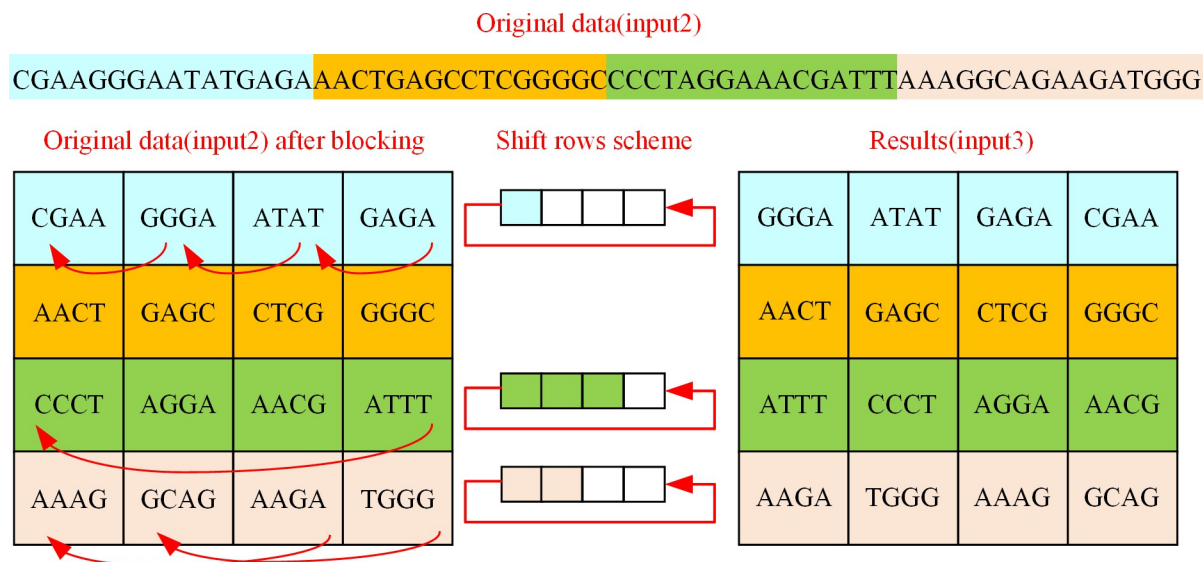 Original data(input2)
CGAAGGGAATATGAGAAACTGAGCCTCGGGGCCCCTAGGAAACGATTTAAAGGCAGAAGATGGG
Original data(input2) after blocking
Shift rows scheme
Results(input3)
CGAA GGGA ATAT GAGA
AACT GAGC CTCG GGGC
CCCT AGGA AACG ATTT
AAAG GCAG AAGA TGGG
GGGA ATAT GAGA CGAA
AACT GAGC CTCG GGGC
ATTT CCCT AGGA AACG
AAGA TGGG AAAG GCAG